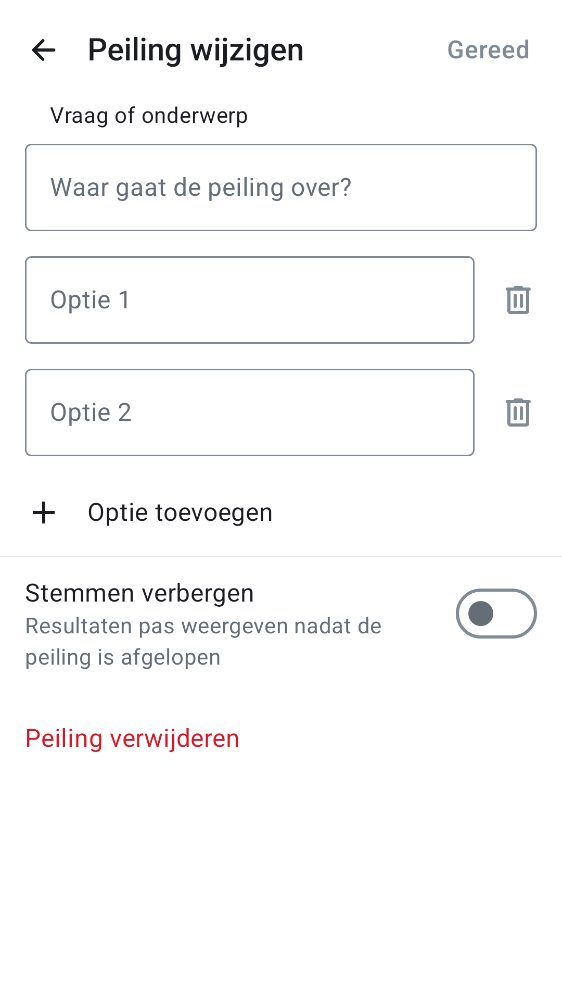 Peiling wijzigen
Gereed
Vraag of onderwerp
Waar gaat de peiling over?
Optie 1
Optie 2
Optie toevoegen
Stemmen verbergen
Resultaten pas weergeven nadat de
peiling is afgelopen
Peiling verwijderen